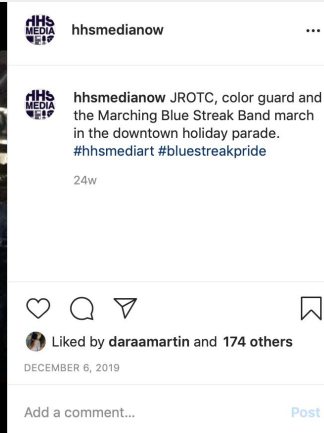 HHS
MEDIA
hhsmedianow
HHS
MEDIA
hhsmedianow JROTC, color guard and
the Marching Blue Streak Band march
in the downtown holiday parade.
#hhsmediart #bluestreakpride
24w
Liked by daraamartin and 174 others
DECEMBER 6, 2019
Add a comment...
Post